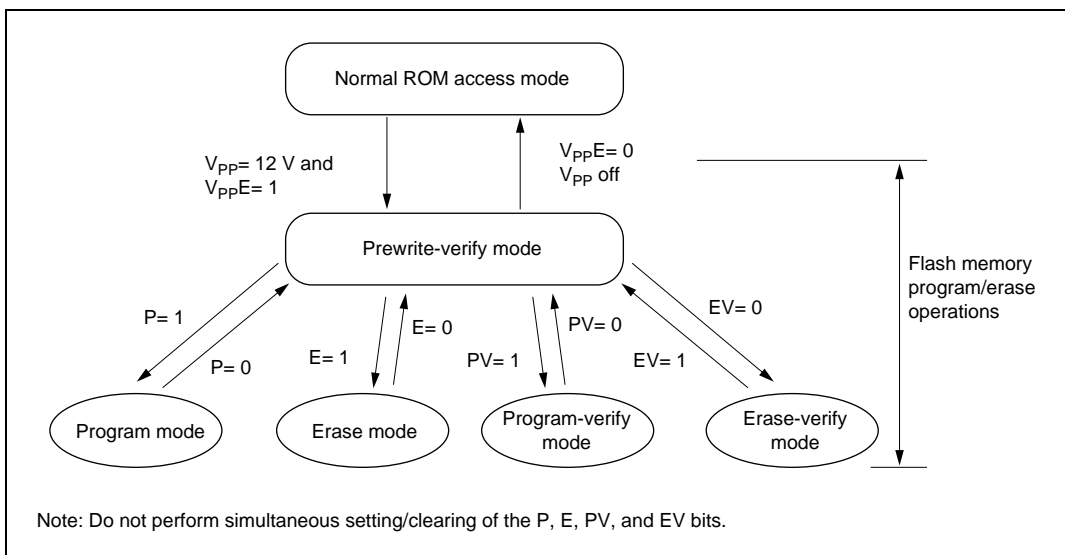 Normal ROM access mode
VPP= 12 V and
VPPE= 1
VPPE= 0
VPP off
Prewrite-verify mode
Flash memory
program/erase
operations
P= 1
P= 0
E= 1
E= 0
PV= 1
PV= 0
EV= 1
EV= 0
Program mode
Erase mode
Program-verify
mode
Erase-verify
mode
Note: Do not perform simultaneous setting/clearing of the P, E, PV, and EV bits.